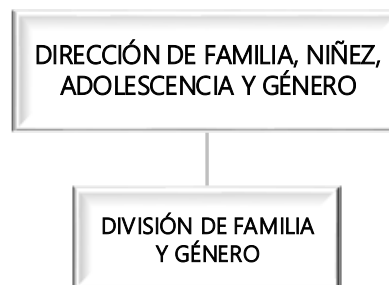 DIRECCIÓN DE FAMILIA, NIÑEZ,
ADOLESCENCIA Y GÉNERO
DIVISIÓN DE FAMILIA
Y GÉNERO